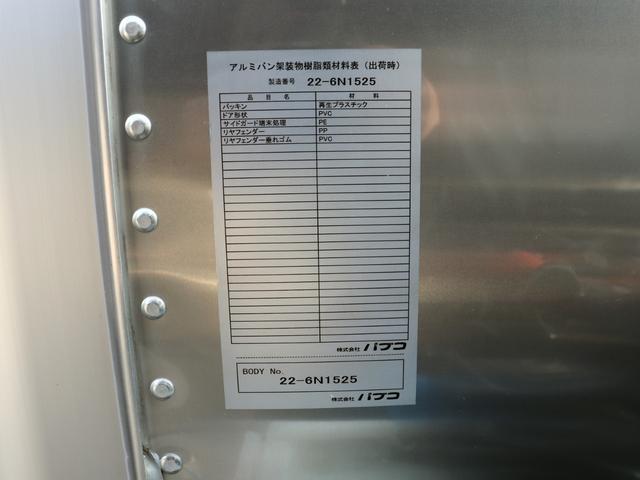 アルミバン架装物樹脂類材料表（出荷時）
製造番号 22-6N1525
品目名 材料
パッキン 再生プラスチック
ドア形状 PVC
サイドガード端末処理 PE
リヤフェンダー PP
リヤフェンダー垂れゴム PVC
株式会社 パブコ
BODY No.
22-6N1525
株式会社 パブコ